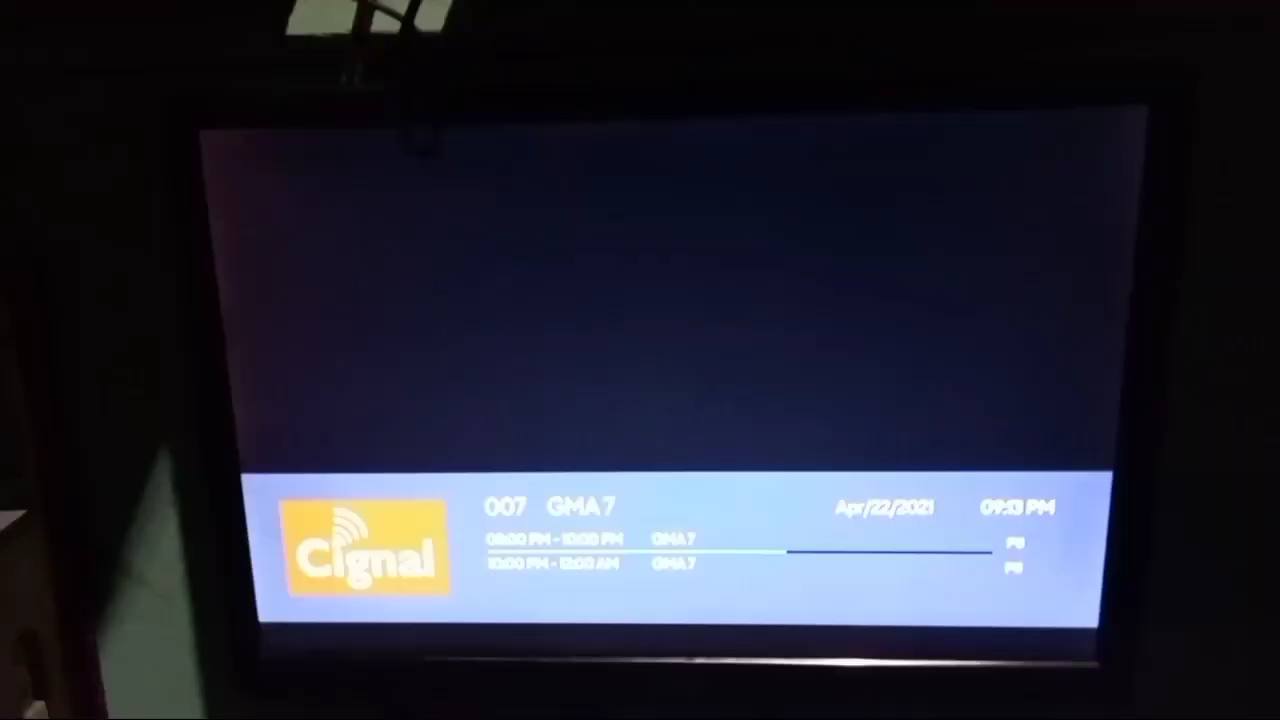 Cignal
007 GMA 7 Apr/22/2021 09:13 PM
08:00 PM - 10:00 PM GMA 7
10:00 PM - 12:00 AM GMA 7